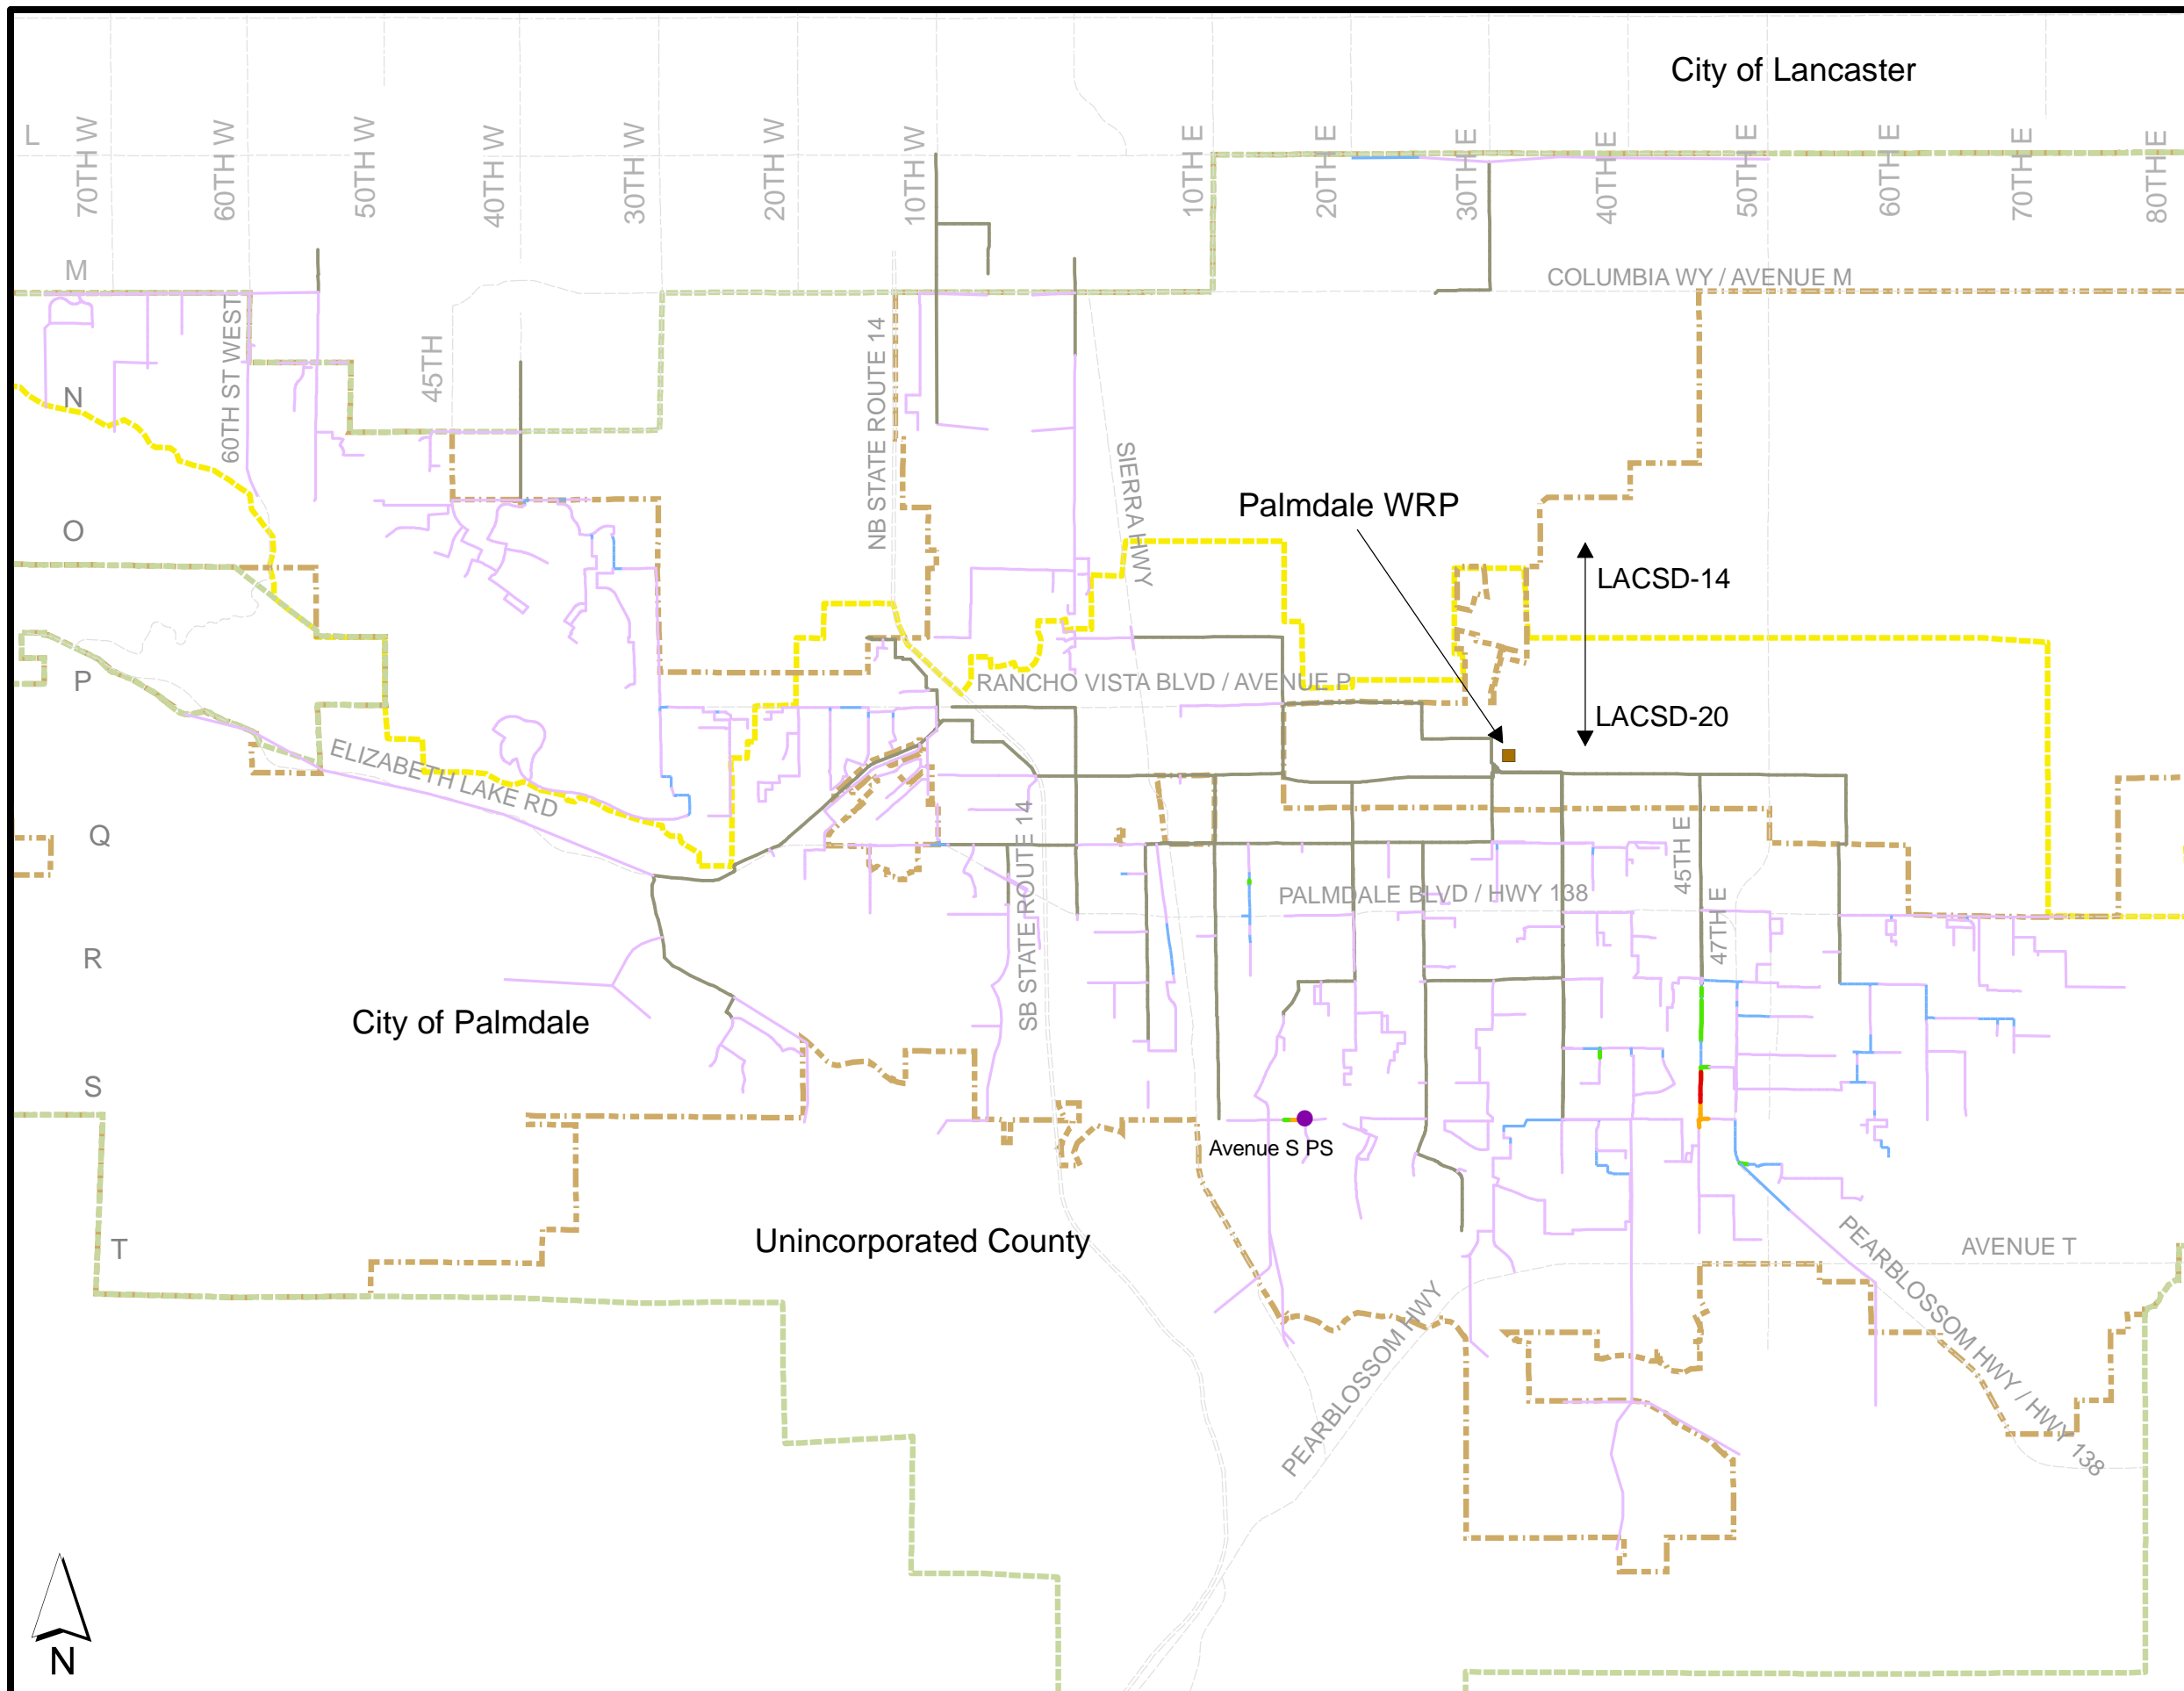 City of Lancaster
L
70TH W
60TH W
50TH W
40TH W
30TH W
20TH W
10TH W
10TH E
20TH E
30TH E
40TH E
50TH E
60TH E
70TH E
80TH E
M
COLUMBIA WY / AVENUE M
60TH ST WEST
45TH
NB STATE ROUTE 14
N
SIERRA HWY
Palmdale WRP
O
LACSD-14
P
RANCHO VISTA BLVD / AVENUE P
LACSD-20
ELIZABETH LAKE RD
Q
SB STATE ROUTE 14
45TH E
PALMDALE BLVD / HWY 138
47TH E
R
City of Palmdale
S
Avenue S PS
T
Unincorporated County
AVENUE T
PEARBLOSSOM HWY
PEARBLOSSOM HWY / HWY 138
N